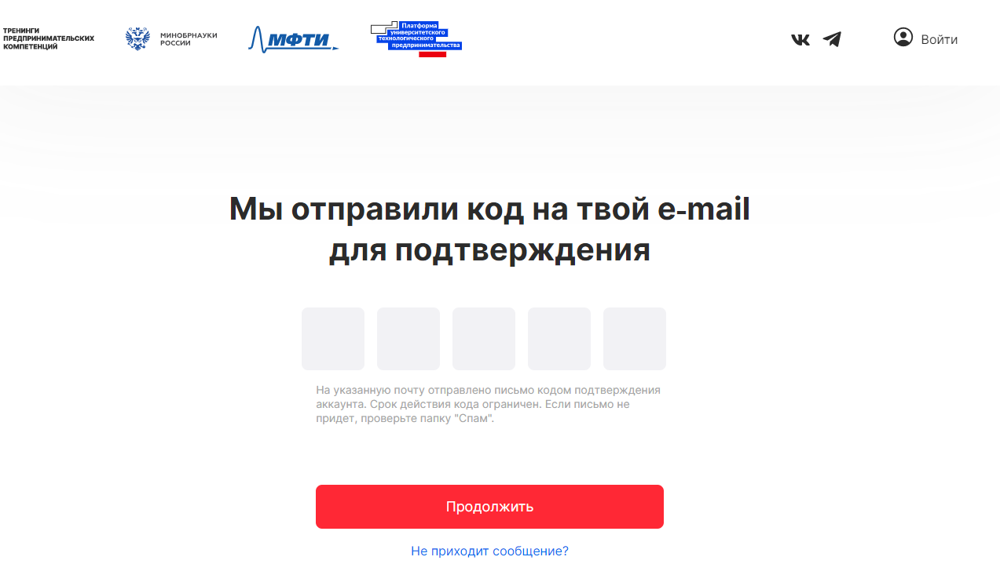 ТРЕНИНГИ
ПРЕДПРИНИМАТЕЛЬСКИХ
КОМПЕТЕНЦИЙ
МИНОБРНАУКИ
РОССИИ
МФТИ
Платформа
университетского
технологического
предпринимательства
Войти
Мы отправили код на твой e-mail
для подтверждения
На указанную почту отправлено письмо кодом подтверждения
аккаунта. Срок действия кода ограничен. Если письмо не
придет, проверьте папку "Спам".
Продолжить
Не приходит сообщение?